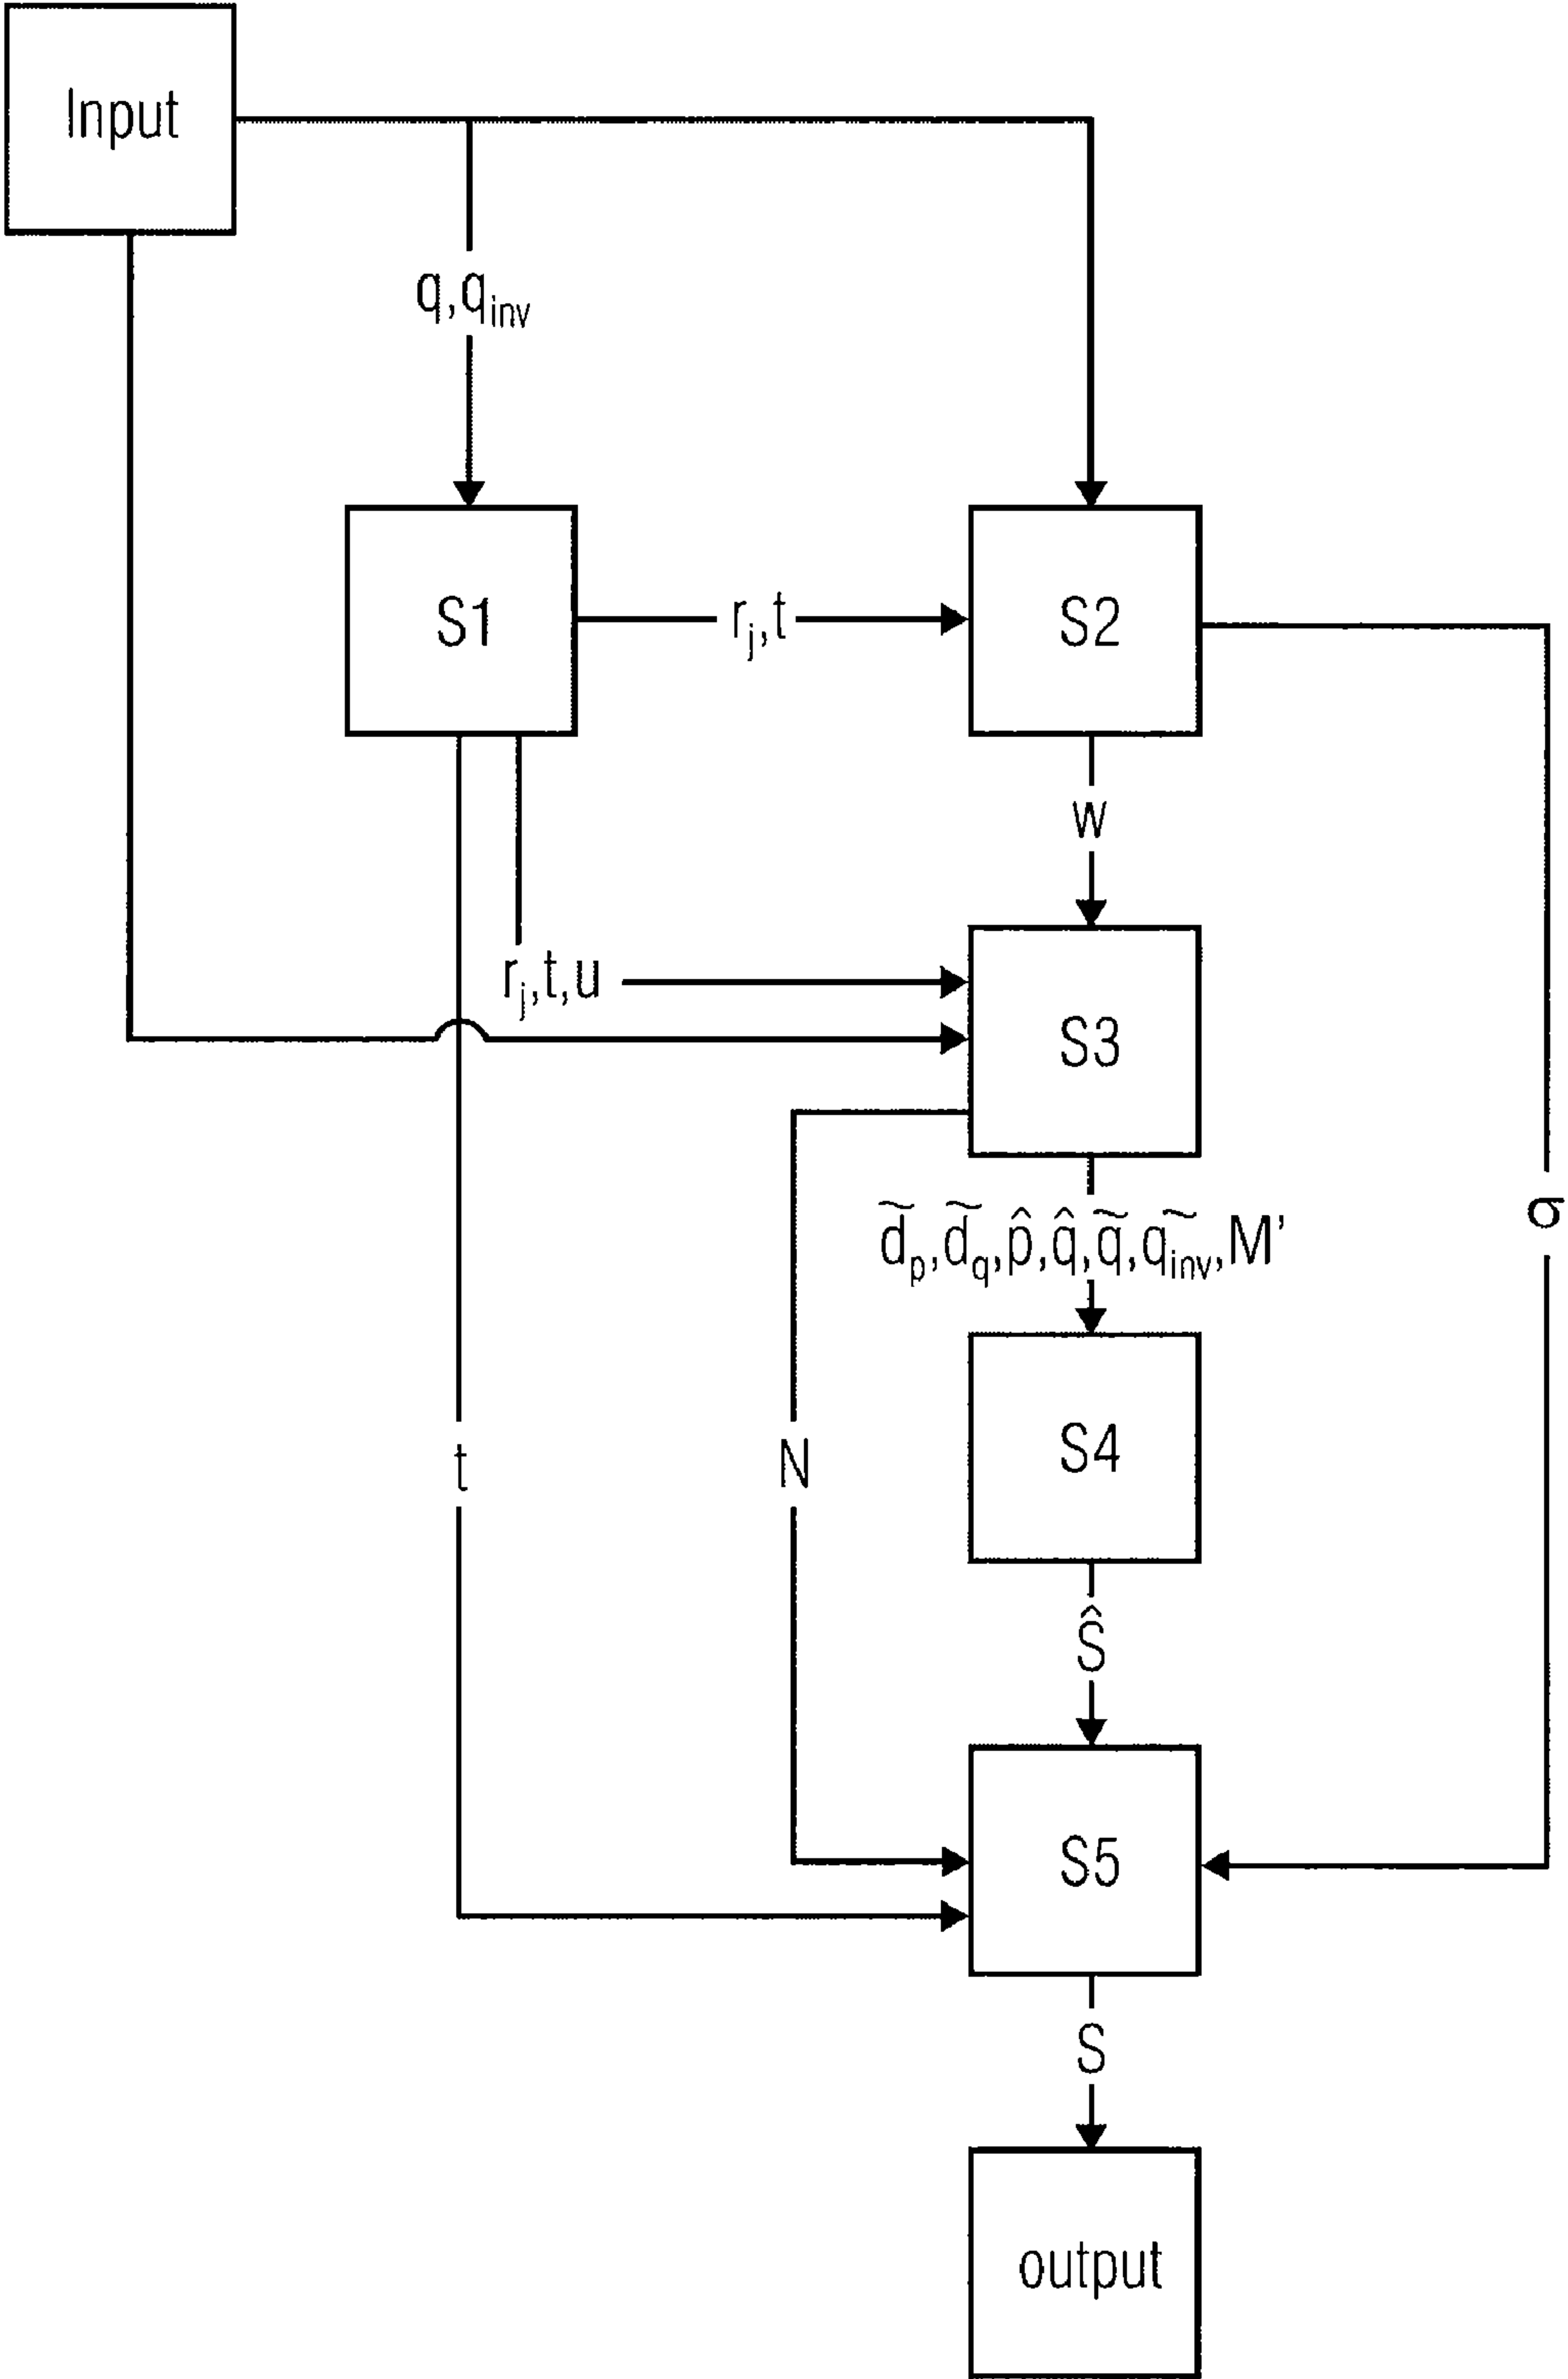 Input
q,q_inv
S1
r_j,t
S2
w
r_j,t,u
S3
σ
d̃_p,d̃_q,p̂,q̂,q̃,q̃_inv,M'
t
N
S4
Ŝ
S5
S
output